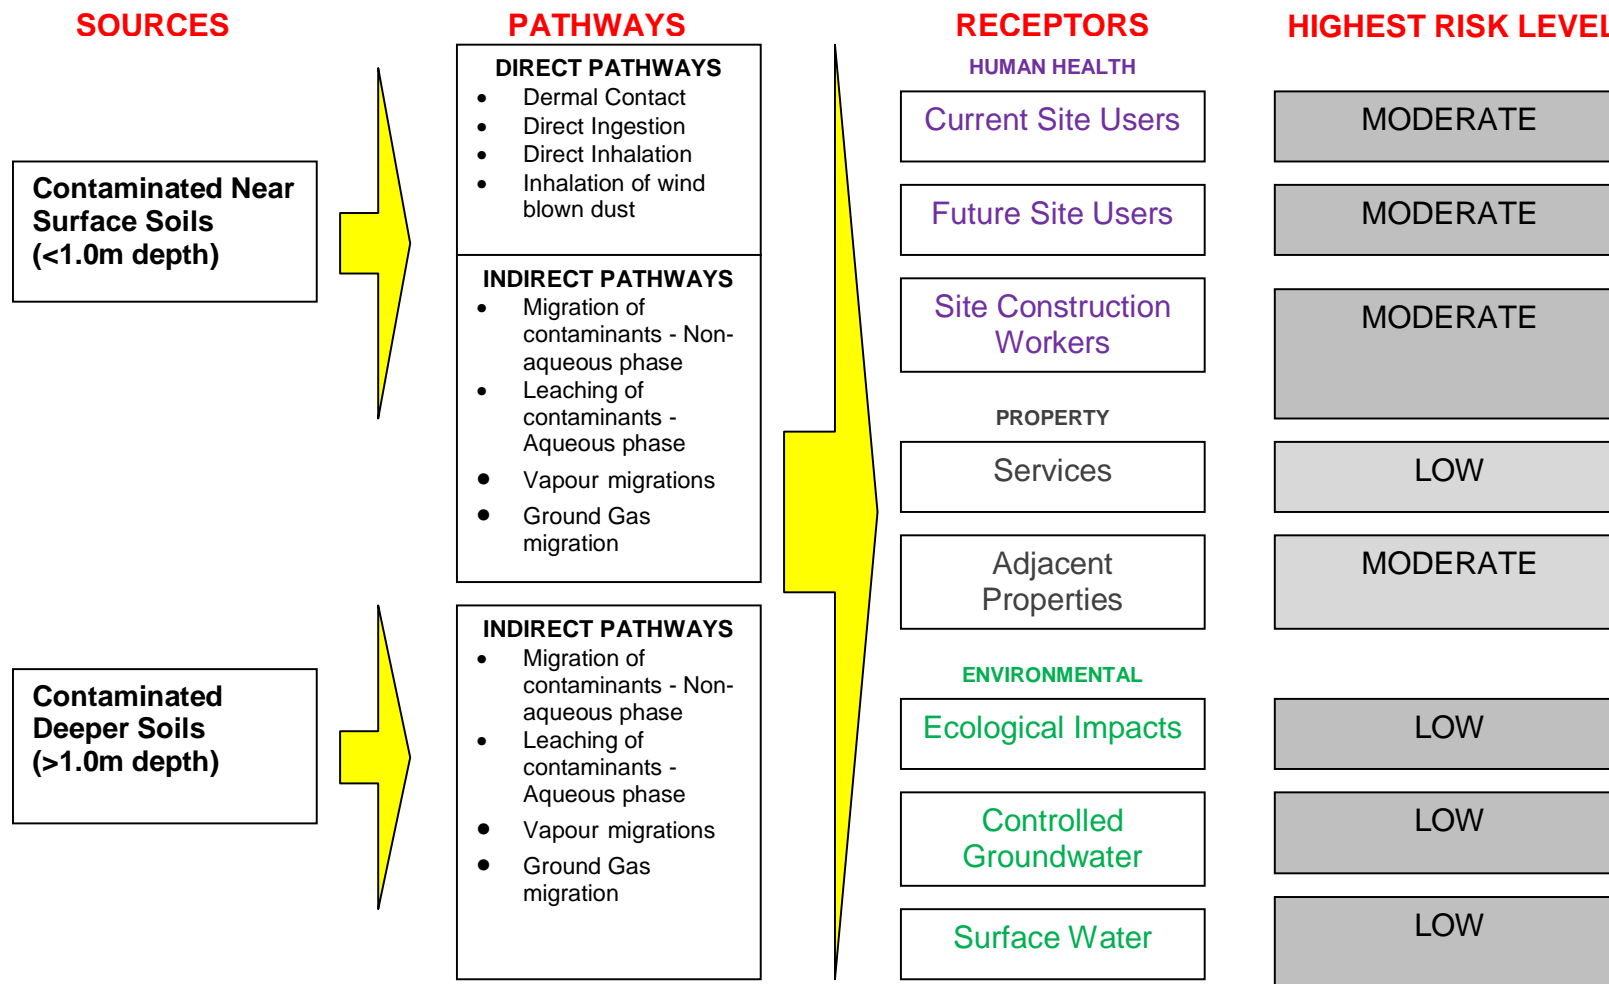 SOURCES
PATHWAYS
RECEPTORS
HIGHEST RISK LEVEL
Contaminated Near
Surface Soils
(<1.0m depth)
Contaminated
Deeper Soils
(>1.0m depth)
DIRECT PATHWAYS
• Dermal Contact
• Direct Ingestion
• Direct Inhalation
• Inhalation of wind
blown dust
INDIRECT PATHWAYS
• Migration of
contaminants - Non-
aqueous phase
• Leaching of
contaminants -
Aqueous phase
• Vapour migrations
• Ground Gas
migration
INDIRECT PATHWAYS
• Migration of
contaminants - Non-
aqueous phase
• Leaching of
contaminants -
Aqueous phase
• Vapour migrations
• Ground Gas
migration
HUMAN HEALTH
Current Site Users
MODERATE
Future Site Users
MODERATE
Site Construction
Workers
MODERATE
PROPERTY
Services
LOW
Adjacent
Properties
MODERATE
ENVIRONMENTAL
Ecological Impacts
LOW
Controlled
Groundwater
LOW
Surface Water
LOW